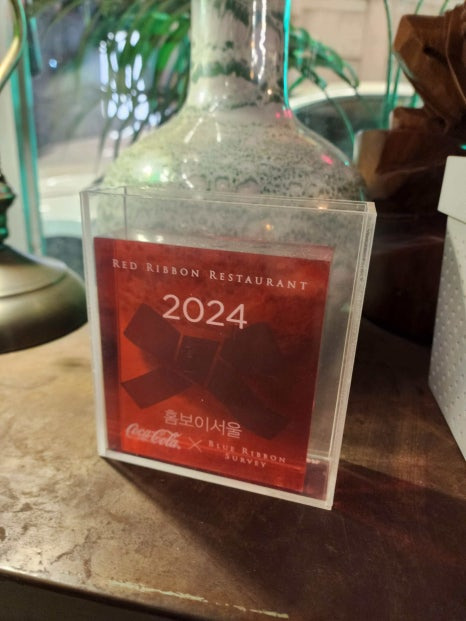 RED RIBBON RESTAURANT
2024
홈보이서울
Coca-Cola × BLUE RIBBON
SURVEY